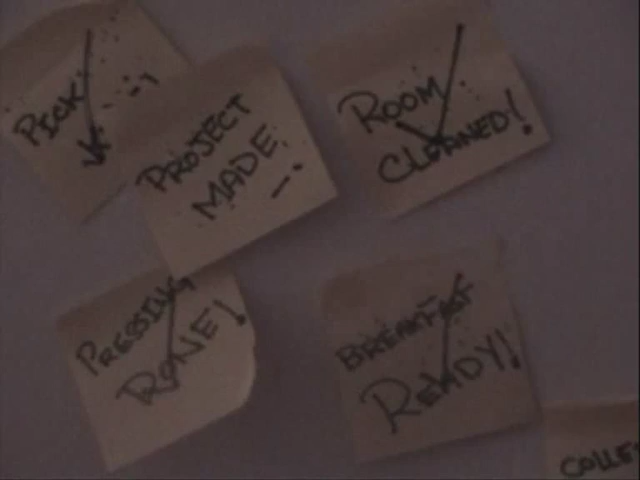 PICK
PROJECT
MADE
ROOM
CLEANED!
PRESSING
DONE!
BREAKFAST
READY!
COLLE